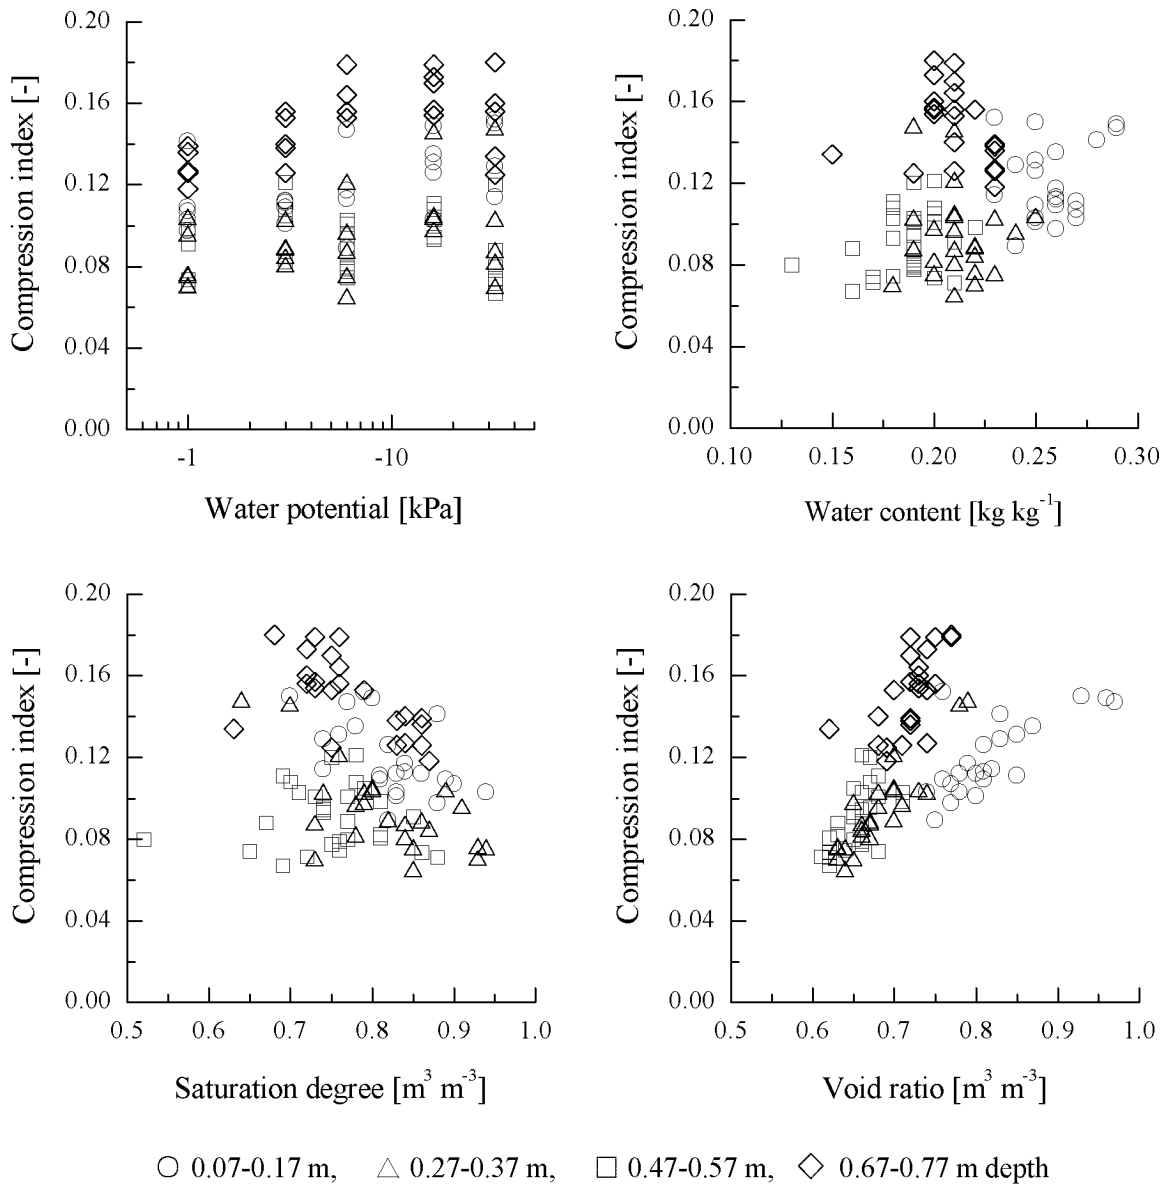 0.20
0.16
0.12
0.08
0.04
0.00
Compression index [-]
-1 -10
Water potential [kPa]
0.20
0.16
0.12
0.08
0.04
0.00
Compression index [-]
0.10 0.15 0.20 0.25 0.30
Water content [kg kg⁻¹]
0.20
0.16
0.12
0.08
0.04
0.00
Compression index [-]
0.5 0.6 0.7 0.8 0.9 1.0
Saturation degree [m³ m⁻³]
0.20
0.16
0.12
0.08
0.04
0.00
Compression index [-]
0.5 0.6 0.7 0.8 0.9 1.0
Void ratio [m³ m⁻³]
0.07-0.17 m, 0.27-0.37 m, 0.47-0.57 m, 0.67-0.77 m depth